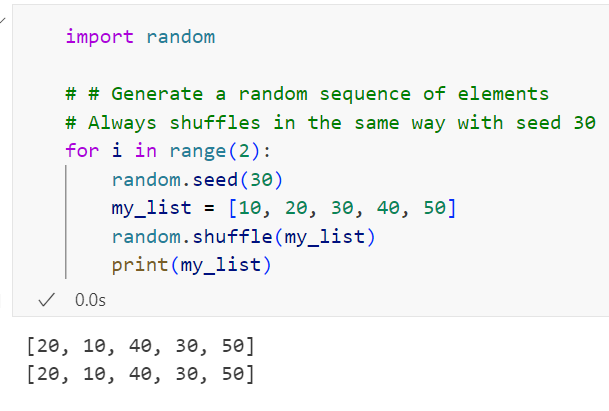 import random
# # Generate a random sequence of elements
# Always shuffles in the same way with seed 30
for i in range(2):
random.seed(30)
my_list = [10, 20, 30, 40, 50]
random.shuffle(my_list)
print(my_list)
0.0s
[20, 10, 40, 30, 50]
[20, 10, 40, 30, 50]